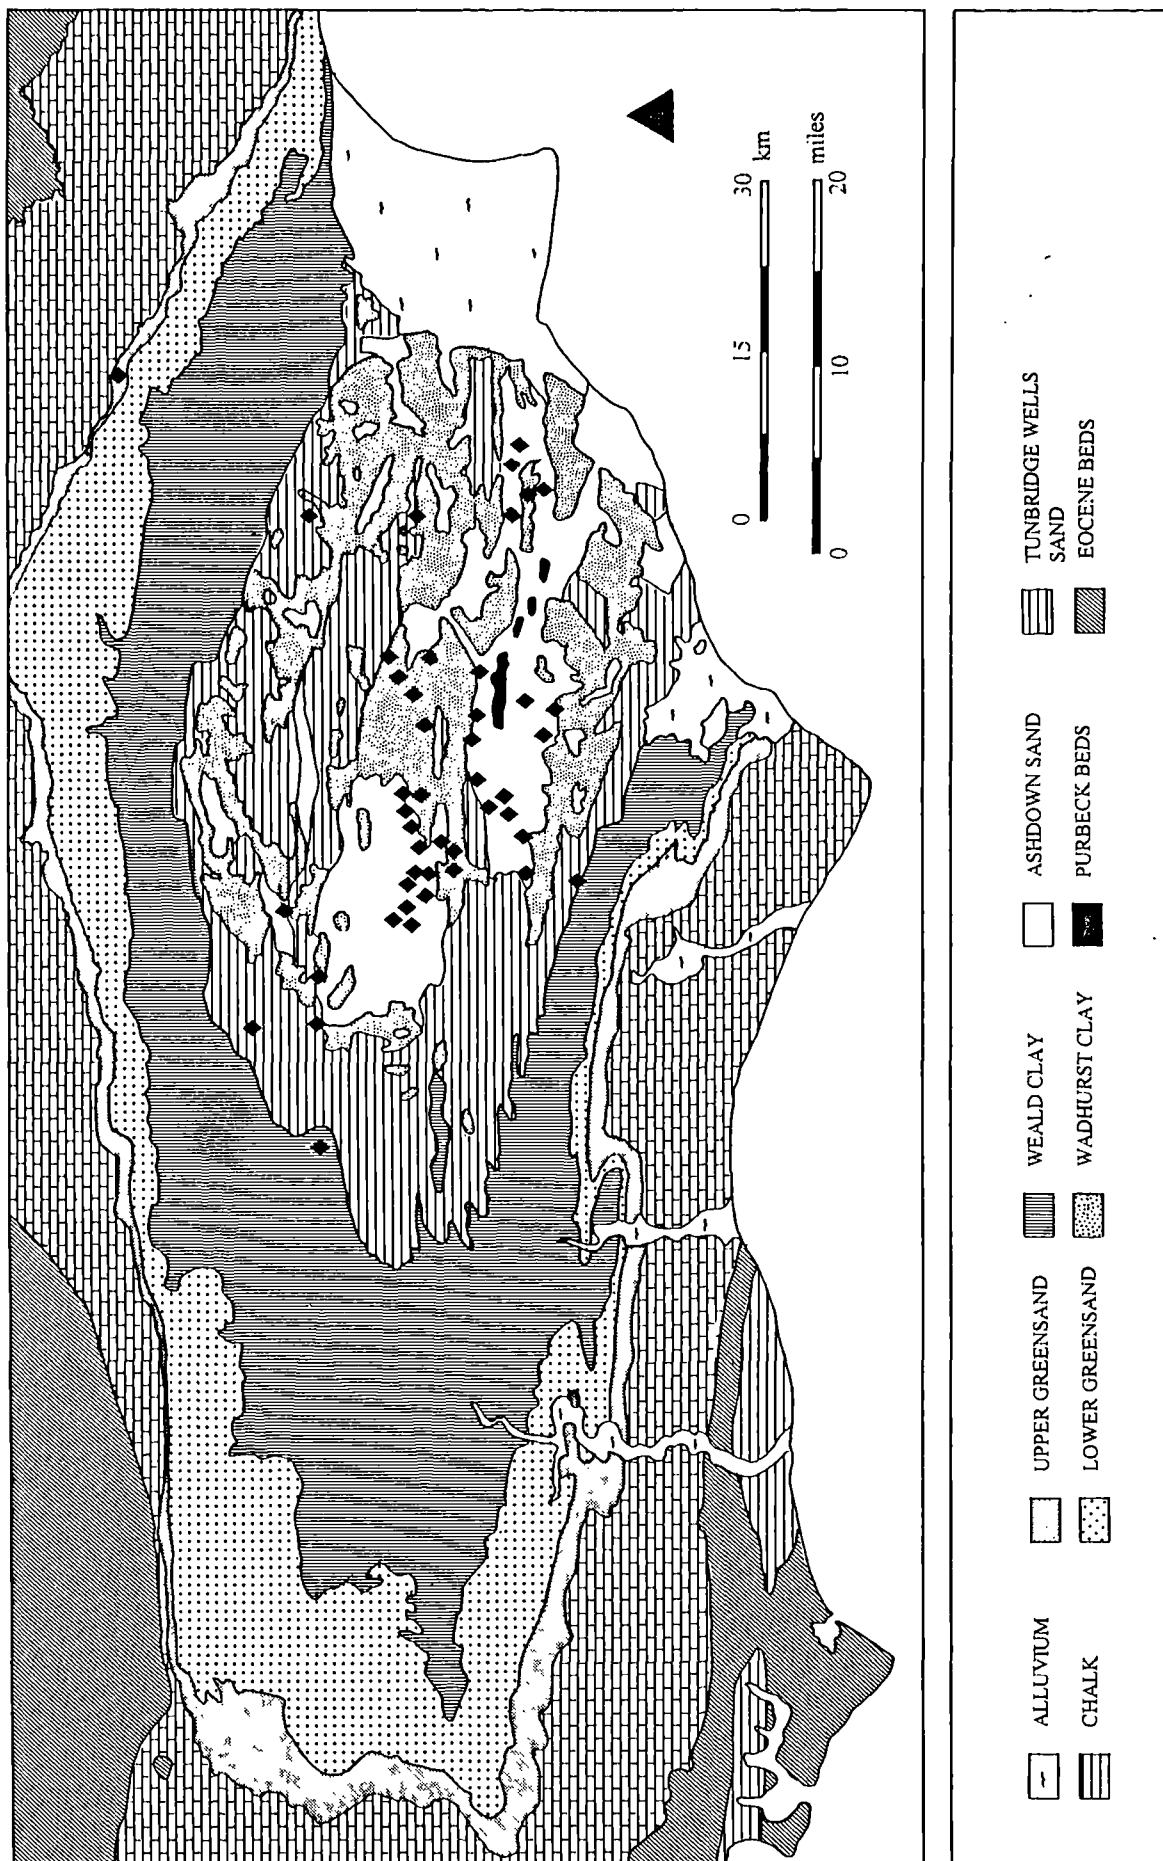 0 15 30 km
0 10 20 miles
ALLUVIUM
UPPER GREENSAND
WEALD CLAY
ASHDOWN SAND
TUNBRIDGE WELLS
SAND
CHALK
LOWER GREENSAND
WADHURST CLAY
PURBECK BEDS
EOCENE BEDS